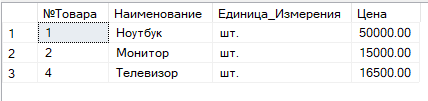 №Товара Наименование Единица_Измерения Цена
1 1 Ноутбук шт. 50000.00
2 2 Монитор шт. 15000.00
3 4 Телевизор шт. 16500.00